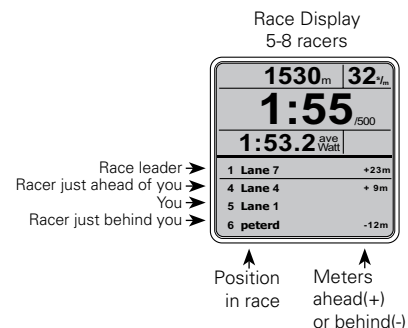 Race Display
5-8 racers
1530m 32s/m
1:55 /500
1:53.2 ave Watt
Race leader 1 Lane 7 +23m
Racer just ahead of you 4 Lane 4 + 9m
You 5 Lane 1
Racer just behind you 6 peterd -12m
Position in race
Meters ahead(+) or behind(-)